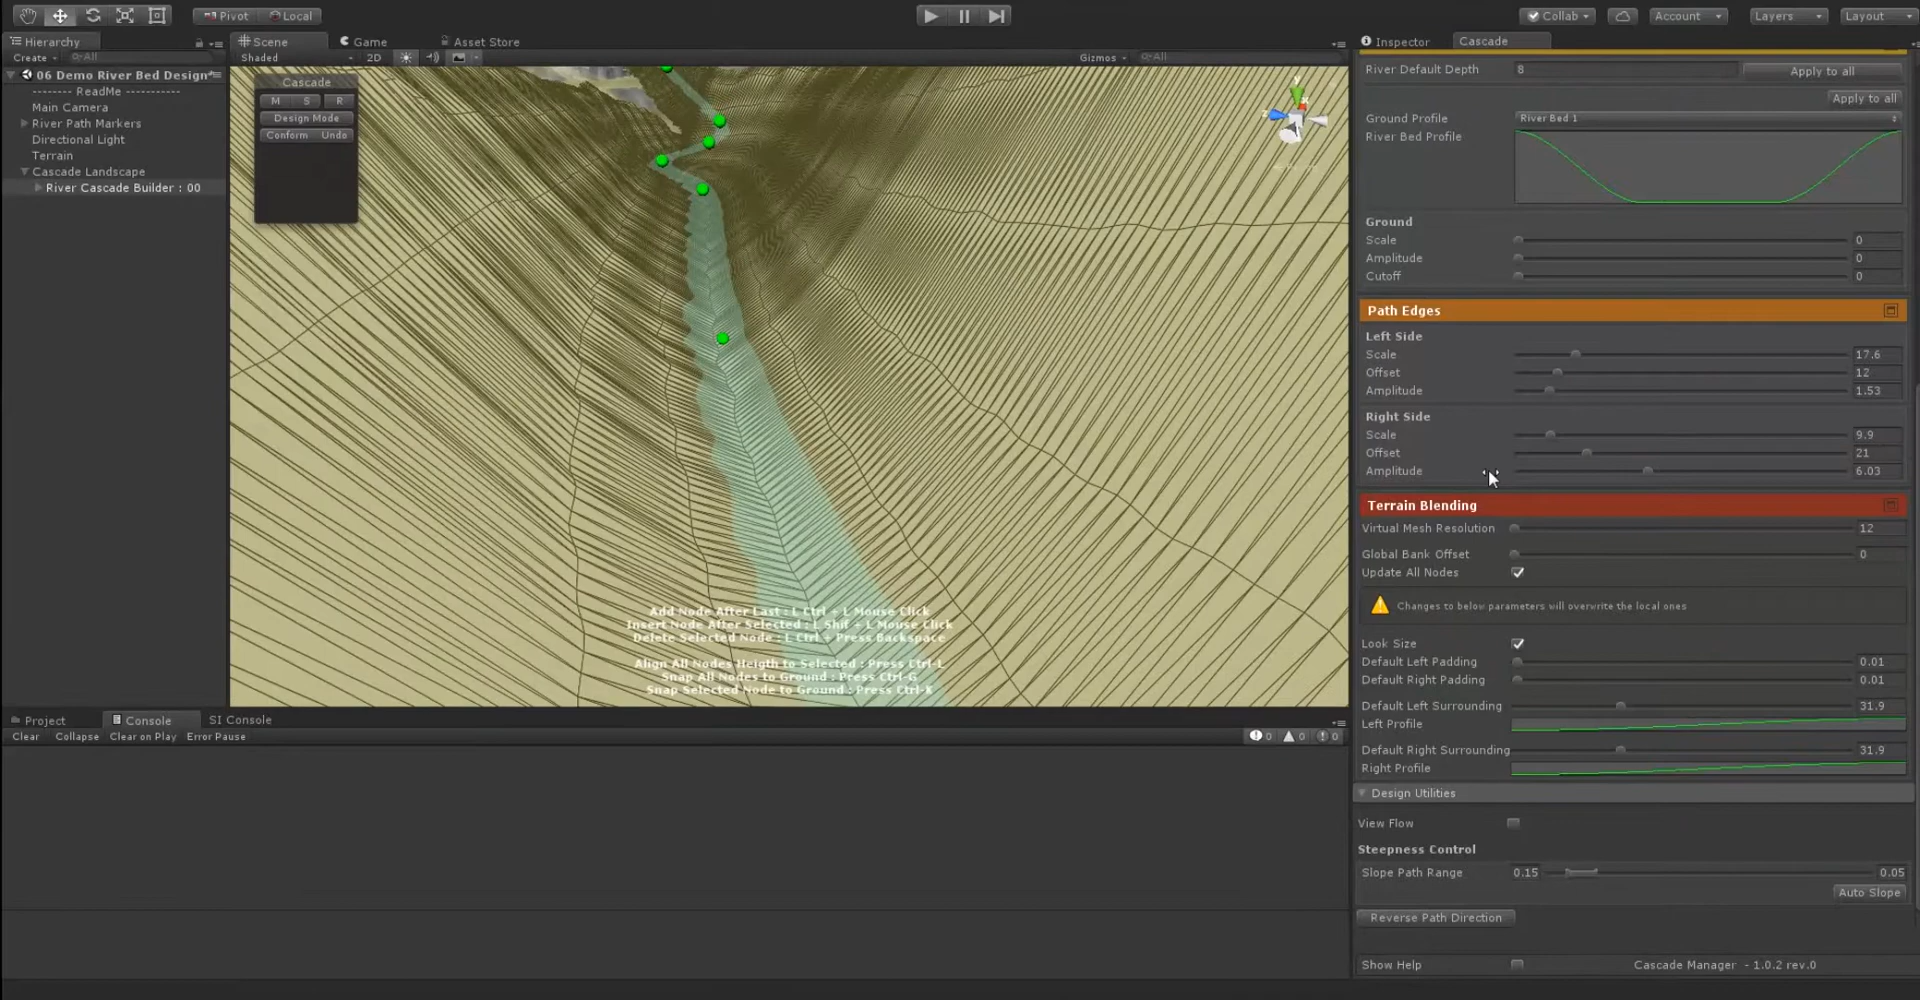 Pivot Local Collab Account Layers Layout
Hierarchy
Create All
06 Demo River Bed Design*
-------- ReadMe -----------
Main Camera
River Path Markers
Directional Light
Terrain
Cascade Landscape
River Cascade Builder : 00
Scene Game Asset Store
Shaded 2D Gizmos All
Cascade
M S R
Design Mode
Conform Undo
Add Node After Last : L Ctrl + L Mouse Click
Insert Node After Selected : L Shif + L Mouse Click
Delete Selected Node : L Ctrl + Press Backspace
Align All Nodes Heigth to Selected : Press Ctrl-L
Snap All Nodes to Ground : Press Ctrl-G
Snap Selected Node to Ground : Press Ctrl-K
Project Console SI Console
Clear Collapse Clear on Play Error Pause 0 0 0
Inspector Cascade
River Default Depth 8 Apply to all
Apply to all
Ground Profile River Bed 1
River Bed Profile
Ground
Scale 0
Amplitude 0
Cutoff 0
Path Edges
Left Side
Scale 17.6
Offset 12
Amplitude 1.53
Right Side
Scale 9.9
Offset 21
Amplitude 6.03
Terrain Blending
Virtual Mesh Resolution 12
Global Bank Offset 0
Update All Nodes
Changes to below parameters will overwrite the local ones
Look Size
Default Left Padding 0.01
Default Right Padding 0.01
Default Left Surrounding 31.9
Left Profile
Default Right Surrounding 31.9
Right Profile
Design Utilities
View Flow
Steepness Control
Slope Path Range 0.15 0.05
Auto Slope
Reverse Path Direction
Show Help Cascade Manager - 1.0.2 rev.0